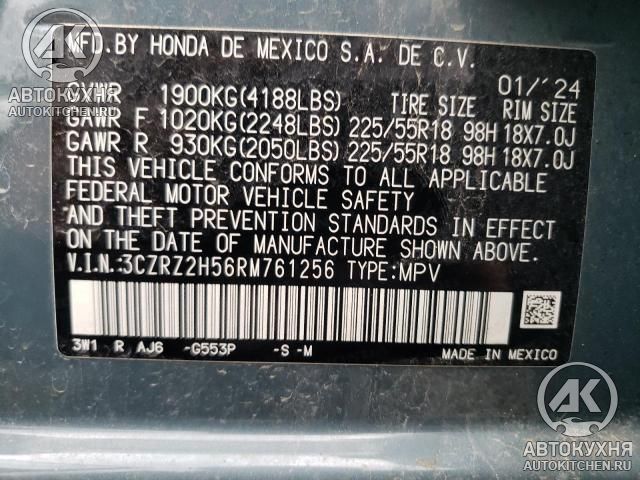 MFD.BY HONDA DE MEXICO S.A. DE C.V.
01/'24
GVWR 1900KG(4188LBS) TIRE SIZE RIM SIZE
GAWR F 1020KG(2248LBS) 225/55R18 98H 18X7.0J
GAWR R 930KG(2050LBS) 225/55R18 98H 18X7.0J
THIS VEHICLE CONFORMS TO ALL APPLICABLE
FEDERAL MOTOR VEHICLE SAFETY
AND THEFT PREVENTION STANDARDS IN EFFECT
ON THE DATE OF MANUFACTURE SHOWN ABOVE.
V.I.N.:3CZRZ2H56RM761256 TYPE:MPV
3W1 R AJ6 -G553P -S -M MADE IN MEXICO
АК
АВТОКУХНЯ
AUTOKITCHEN.RU
АК
АВТОКУХНЯ
AUTOKITCHEN.RU